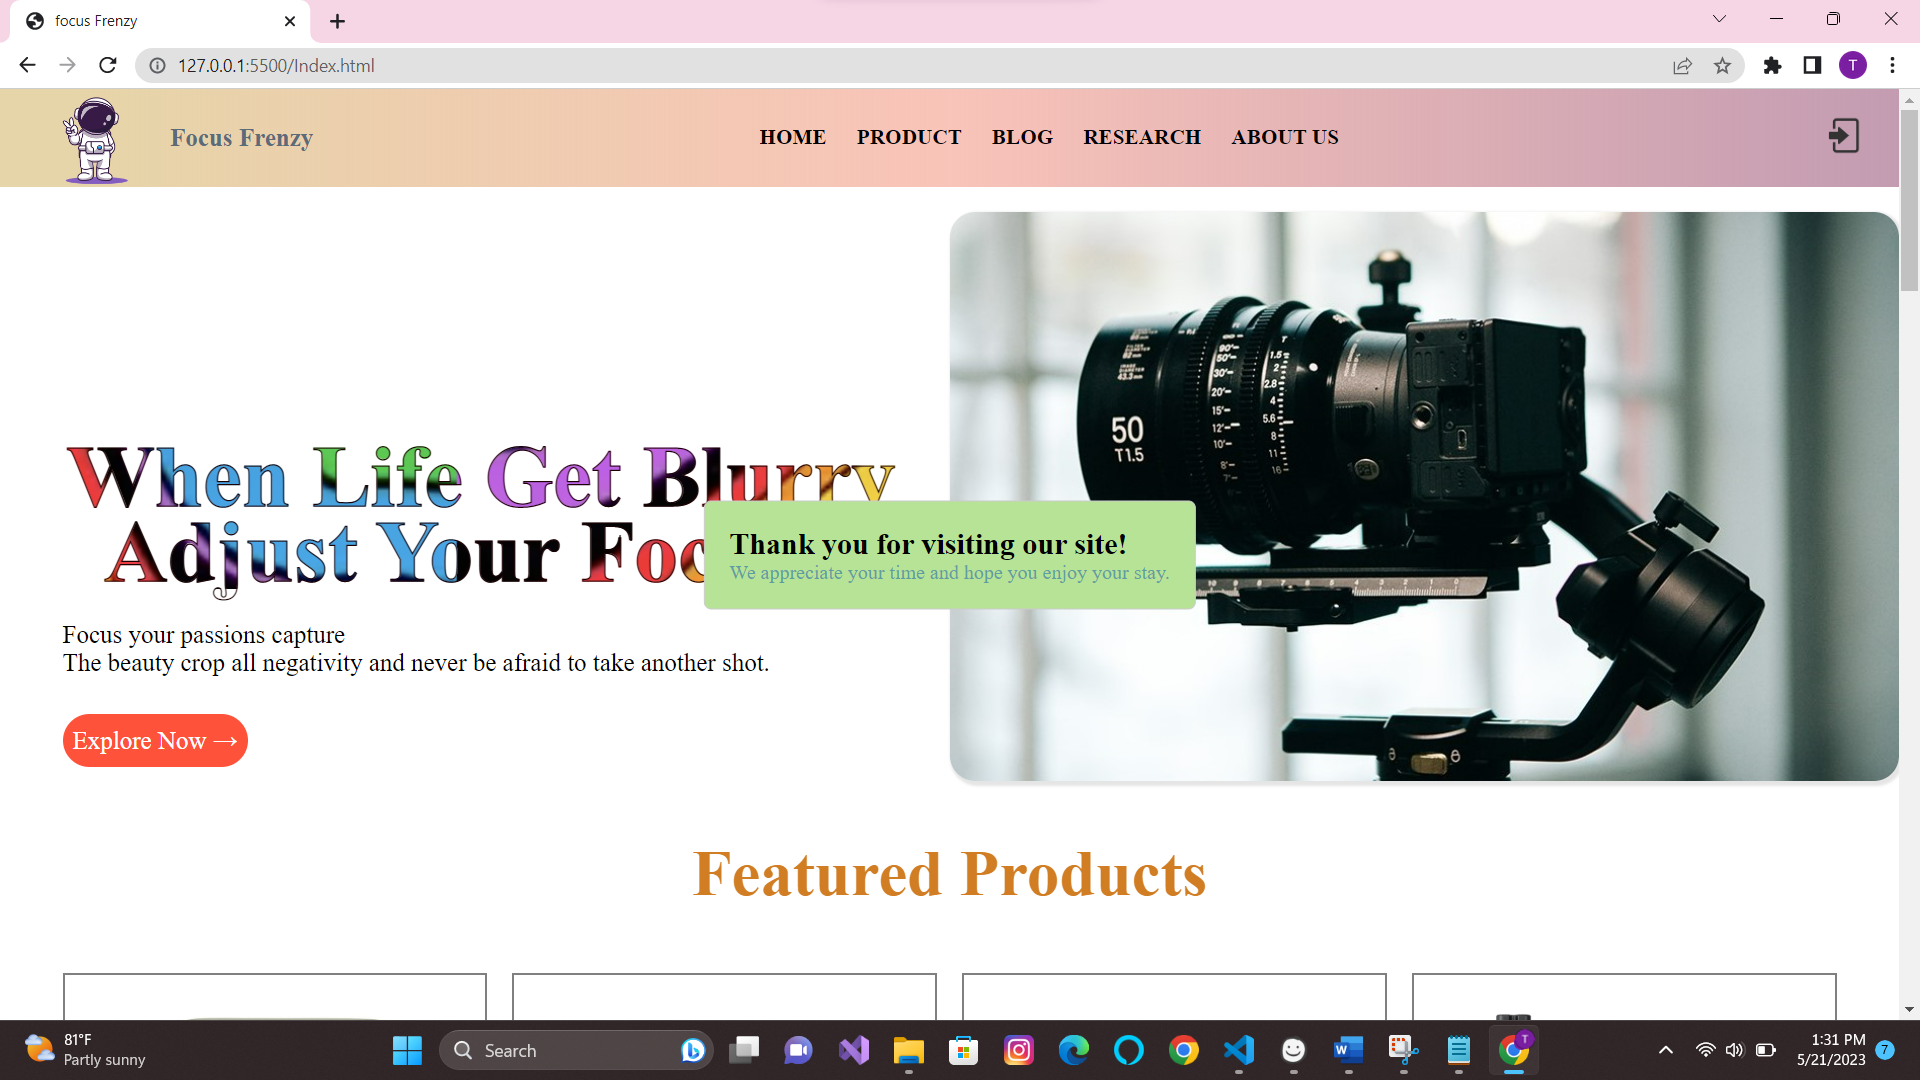 focus Frenzy
127.0.0.1:5500/Index.html
T
Focus Frenzy
HOME PRODUCT BLOG RESEARCH ABOUT US
When Life Get Blurry
Adjust Your Foc
50
T1.5
Thank you for visiting our site!
We appreciate your time and hope you enjoy your stay.
Focus your passions capture
The beauty crop all negativity and never be afraid to take another shot.
Explore Now →
Featured Products
81°F
Partly sunny
Search
1:31 PM
5/21/2023
7